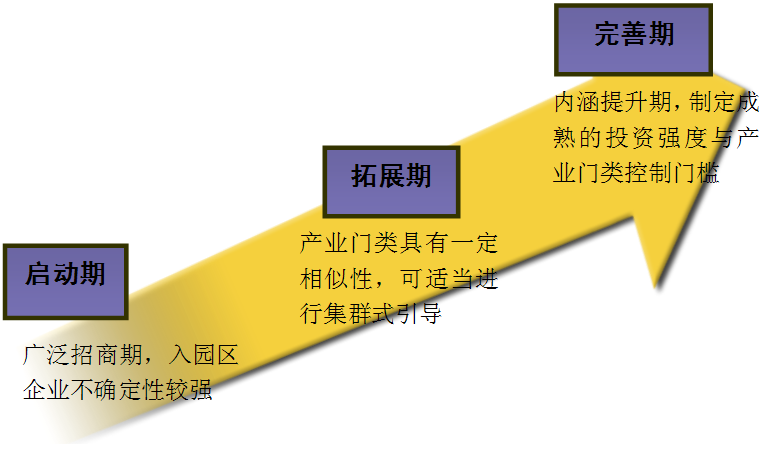 完善期
内涵提升期，制定成
熟的投资强度与产
业门类控制门槛
拓展期
产业门类具有一定
相似性，可适当进
行集群式引导
启动期
广泛招商期，入园区
企业不确定性较强